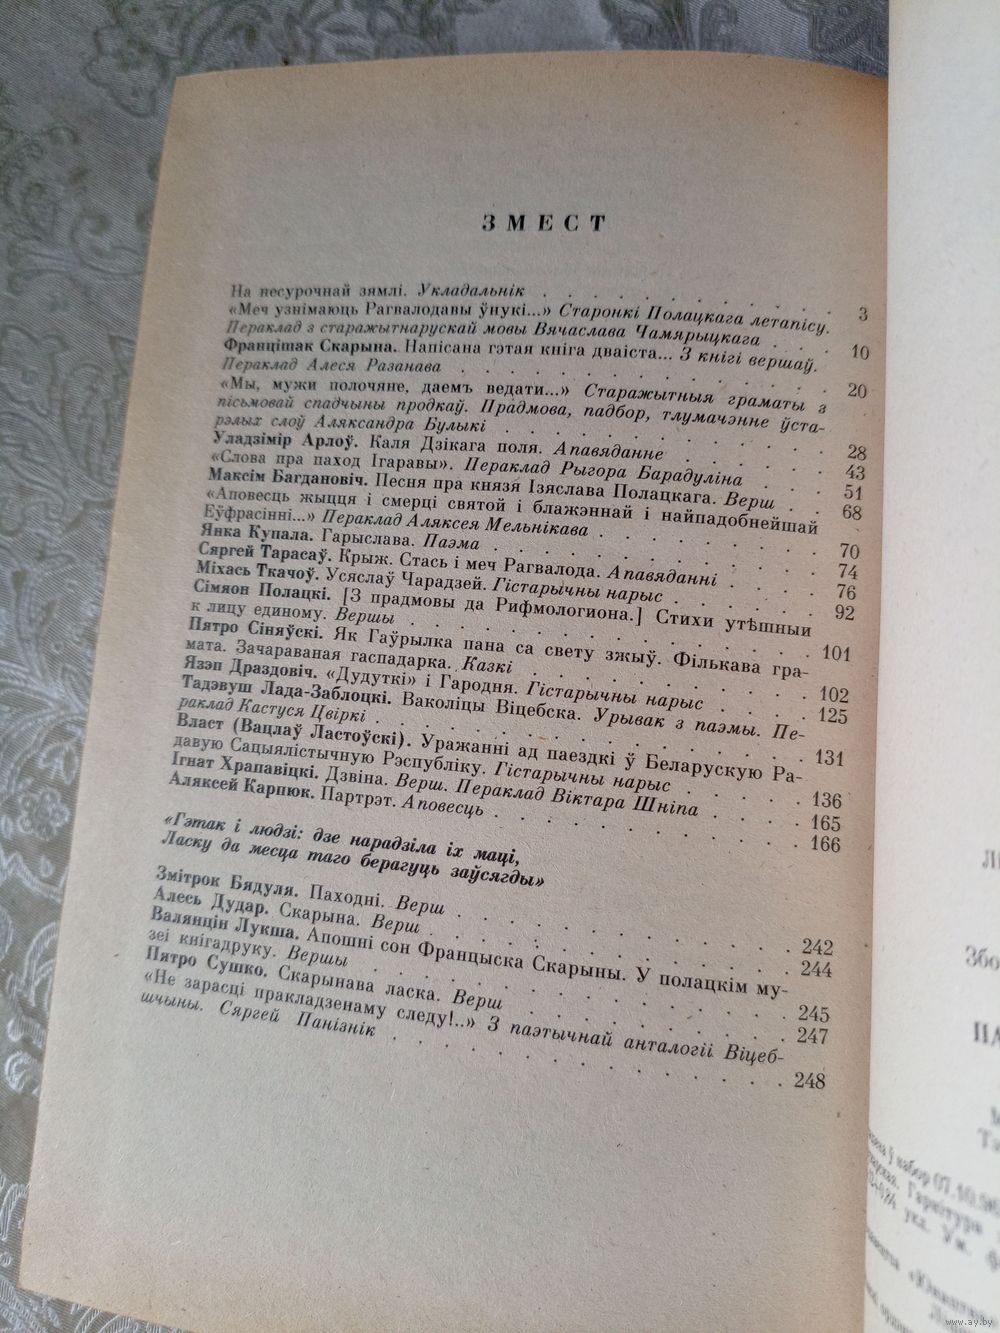 ЗМЕСТ
На несурочнай зямлі. Укладальнік . . . . . . . . . 3
«Меч узнімаюць Рагвалодавы ўнукі...» Старонкі Полацкага летапісу.
Пераклад з старажытнарускай мовы Вячаслава Чамярыцкага . . . 10
Францішак Скарына. Напісана гэтая кніга дваіста... З кнігі вершаў.
Пераклад Алеся Разанава . . . . . . . . . . . 20
«Мы, мужи полочяне, даемъ ведати...» Старажытныя граматы з
пісьмовай спадчыны продкаў. Прадмова, падбор, тлумачэнне ўста-
рэлых слоў Аляксандра Булыкі . . . . . . . . . . 28
Уладзімір Арлоў. Каля Дзікага поля. Апавяданне . . . . . 43
«Слова пра паход Ігаравы». Пераклад Рыгора Барадуліна . . . 51
Максім Багдановіч. Песня пра князя Ізяслава Полацкага. Верш . . 68
«Аповесць жыцця і смерці святой і блажэннай і найпадобнейшай
Еўфрасінні...» Пераклад Аляксея Мельнікава . . . . . . 70
Янка Купала. Гарыслава. Паэма . . . . . . . . . 74
Сяргей Тарасаў. Крыж. Стась і меч Рагвалода. Апавяданні . . . 76
Міхась Ткачоў. Усяслаў Чарадзей. Гістарычны нарыс . . . . 92
Сімяон Полацкі. [З прадмовы да Рифмологиона.] Стихи утѣшныи
к лицу единому. Вершы . . . . . . . . . . . 101
Пятро Сіняўскі. Як Гаўрылка пана са свету зжыў. Фількава гра-
мата. Зачараваная гаспадарка. Казкі . . . . . . . . 102
Язэп Драздовіч. «Дудуткі» і Гародня. Гістарычны нарыс . . . 125
Тадэвуш Лада-Заблоцкі. Ваколіцы Віцебска. Урывак з паэмы. Пе-
раклад Кастуся Цвіркі . . . . . . . . . . . . 131
Власт (Вацлаў Ластоўскі). Уражанні ад паездкі ў Беларускую Ра-
давую Сацыялістычную Рэспубліку. Гістарычны нарыс . . . . 136
Ігнат Храпавіцкі. Дзвіна. Верш. Пераклад Віктара Шніпа . . . 165
Аляксей Карпюк. Партрэт. Аповесць . . . . . . . . 166
«Гэтак і людзі: дзе нарадзіла іх маці,
Ласку да месца таго берагуць заўсягды»
Змітрок Бядуля. Паходні. Верш . . . . . . . . . 242
Алесь Дудар. Скарына. Верш . . . . . . . . . . 244
Валянцін Лукша. Апошні сон Францыска Скарыны. У полацкім му-
зеі кнігадруку. Вершы . . . . . . . . . . . . 245
Пятро Сушко. Скарынава ласка. Верш . . . . . . . . 247
«Не зарасці пракладзенаму следу!..» З паэтычнай анталогіі Віцеб-
шчыны. Сяргей Панізнік . . . . . . . . . . . 248
ў набор 07.10.96
Гарнітура
укл. Уж.
www.ay.by